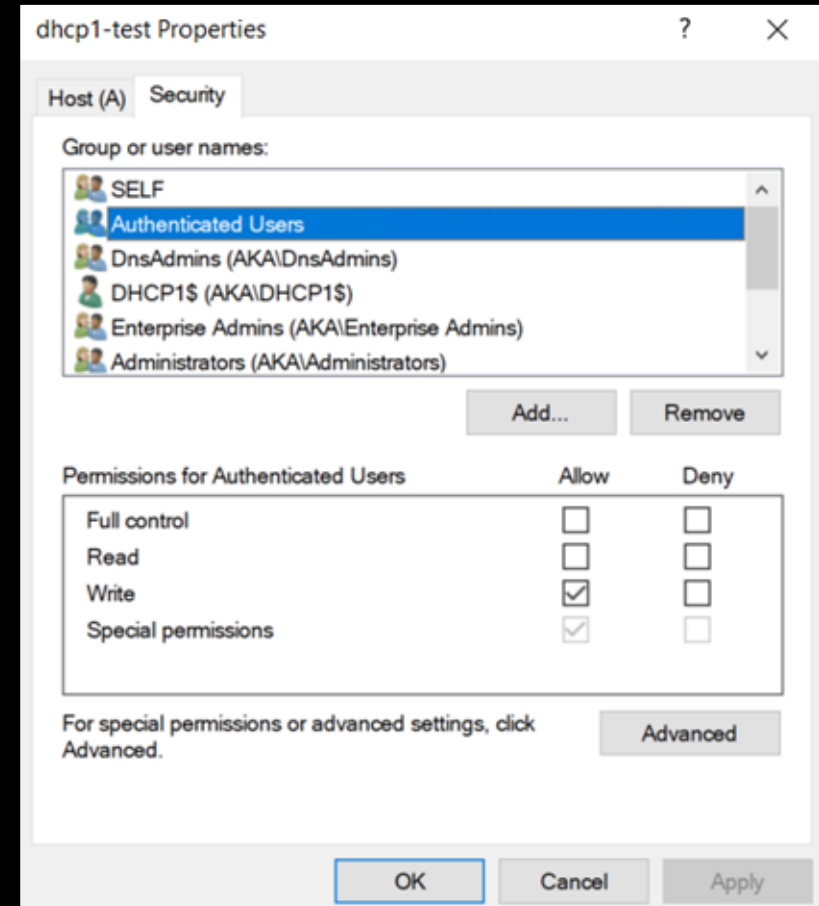 dhcp1-test Properties ?
Host (A) Security
Group or user names:
SELF
Authenticated Users
DnsAdmins (AKA\DnsAdmins)
DHCP1$ (AKA\DHCP1$)
Enterprise Admins (AKA\Enterprise Admins)
Administrators (AKA\Administrators)
Add... Remove
Permissions for Authenticated Users Allow Deny
Full control
Read
Write
Special permissions
For special permissions or advanced settings, click
Advanced.
Advanced
OK Cancel Apply